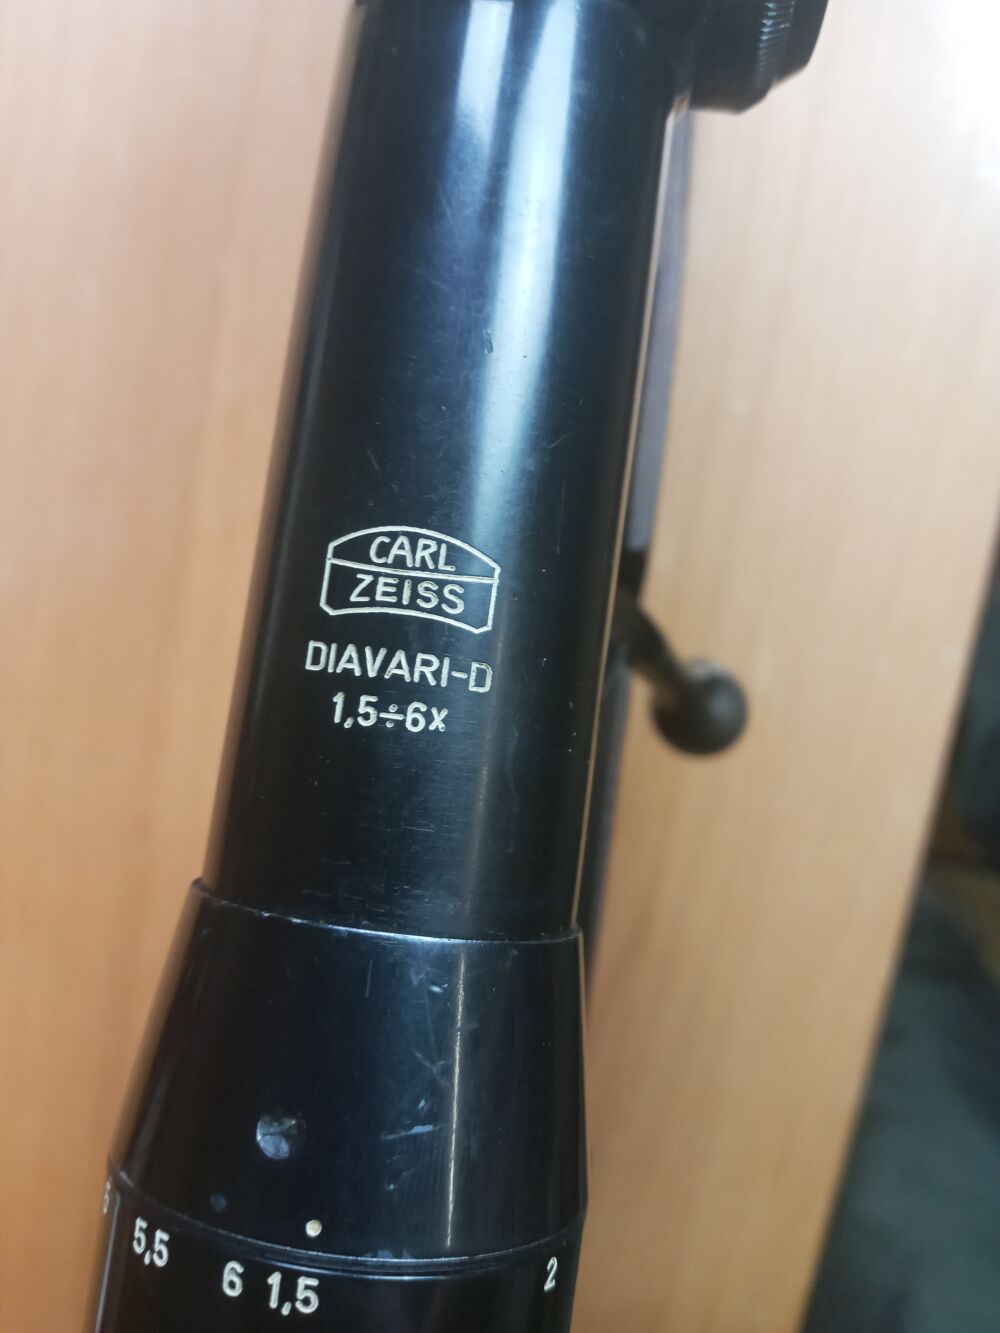 CARL
ZEISS
DIAVARI-D
1,5÷6x
5,5 6 1,5 2